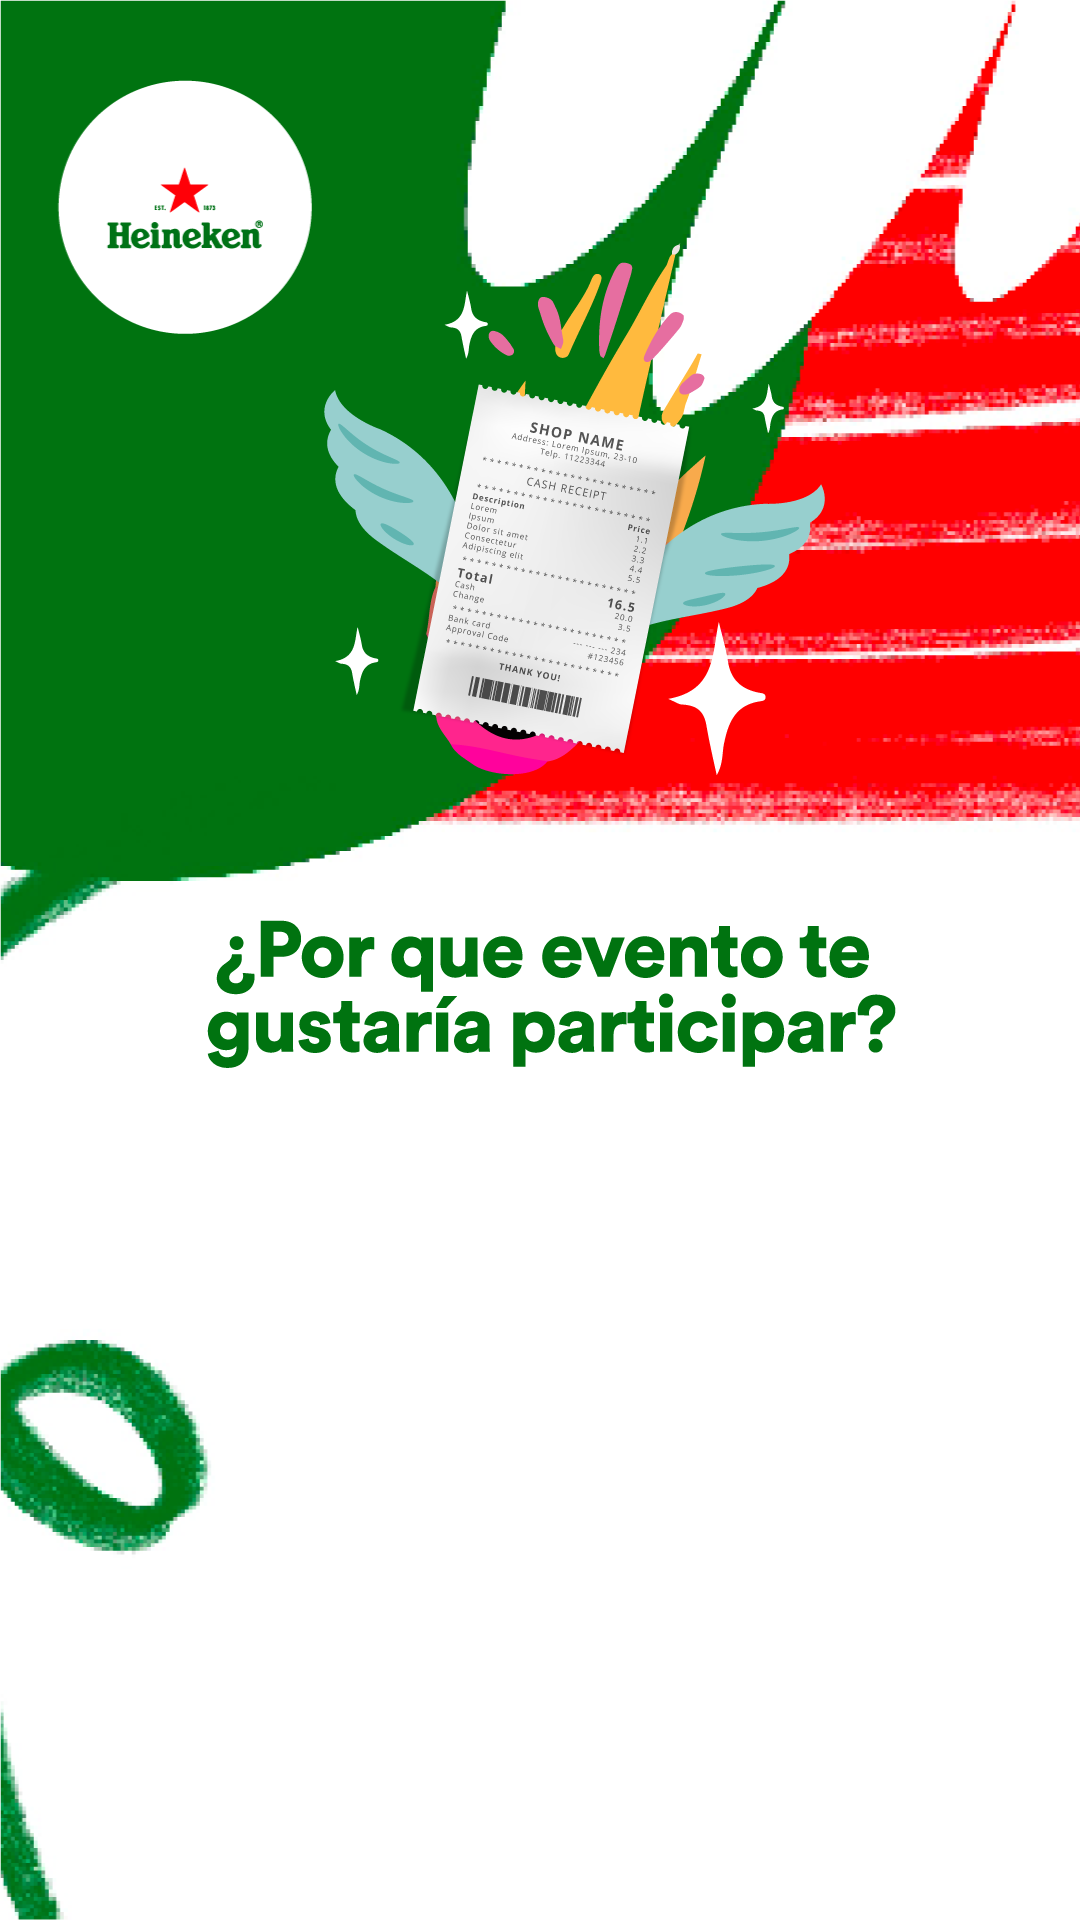 EST. 1873
Heineken®
SHOP NAME
Address: Lorem Ipsum, 23-10
Telp. 11223344
************************
CASH RECEIPT
************************
Description Price
Lorem 1.1
Ipsum 2.2
Dolor sit amet 3.3
Consectetur 4.4
Adipiscing elit 5.5
************************
Total 16.5
Cash 20.0
Change 3.5
************************
Bank card --- --- --- 234
Approval Code #123456
************************
THANK YOU!
¿Por que evento te
gustaría participar?